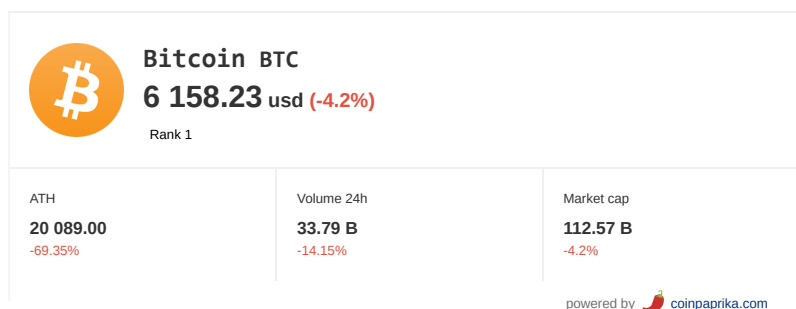 Bitcoin BTC
6 158.23 usd (-4.2%)
Rank 1
ATH
20 089.00
-69.35%
Volume 24h
33.79 B
-14.15%
Market cap
112.57 B
-4.2%
powered by coinpaprika.com